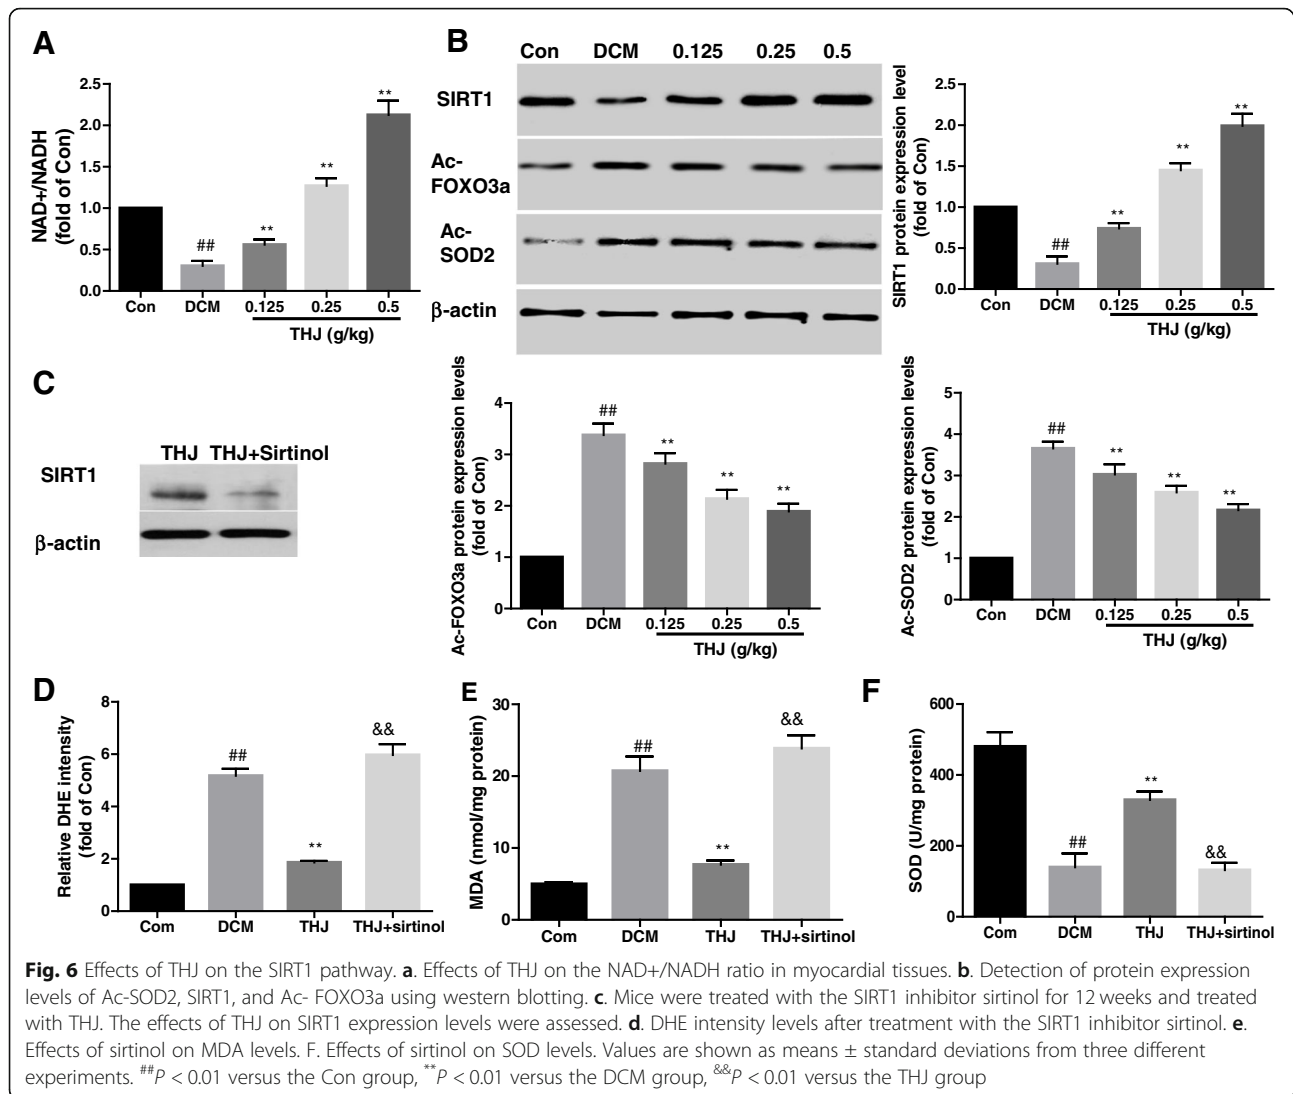 A
NAD+/NADH
(fold of Con)
2.5
2.0
1.5
1.0
0.5
0.0
##
**
**
**
Con DCM 0.125 0.25 0.5
THJ (g/kg)
B
Con DCM 0.125 0.25 0.5
SIRT1
Ac-
FOXO3a
Ac-
SOD2
β-actin
SIRT1 protein expression level
(fold of Con)
2.5
2.0
1.5
1.0
0.5
0.0
##
**
**
**
Con DCM 0.125 0.25 0.5
THJ (g/kg)
C
THJ THJ+Sirtinol
SIRT1
β-actin
Ac-FOXO3a protein expression levels
(fold of Con)
4
3
2
1
0
##
**
**
**
Con DCM 0.125 0.25 0.5
THJ (g/kg)
Ac-SOD2 protein expression levels
(fold of Con)
5
4
3
2
1
0
##
**
**
**
Con DCM 0.125 0.25 0.5
THJ (g/kg)
D
Relative DHE intensity
(fold of Con)
8
6
4
2
0
##
**
&&
Com DCM THJ THJ+sirtinol
E
MDA (nmol/mg protein)
30
20
10
0
##
**
&&
Com DCM THJ THJ+sirtinol
F
SOD (U/mg protein)
600
400
200
0
##
**
&&
Com DCM THJ THJ+sirtinol
Fig. 6 Effects of THJ on the SIRT1 pathway. a. Effects of THJ on the NAD+/NADH ratio in myocardial tissues. b. Detection of protein expression
levels of Ac-SOD2, SIRT1, and Ac- FOXO3a using western blotting. c. Mice were treated with the SIRT1 inhibitor sirtinol for 12 weeks and treated
with THJ. The effects of THJ on SIRT1 expression levels were assessed. d. DHE intensity levels after treatment with the SIRT1 inhibitor sirtinol. e.
Effects of sirtinol on MDA levels. F. Effects of sirtinol on SOD levels. Values are shown as means ± standard deviations from three different
experiments. ##P < 0.01 versus the Con group, **P < 0.01 versus the DCM group, &&P < 0.01 versus the THJ group